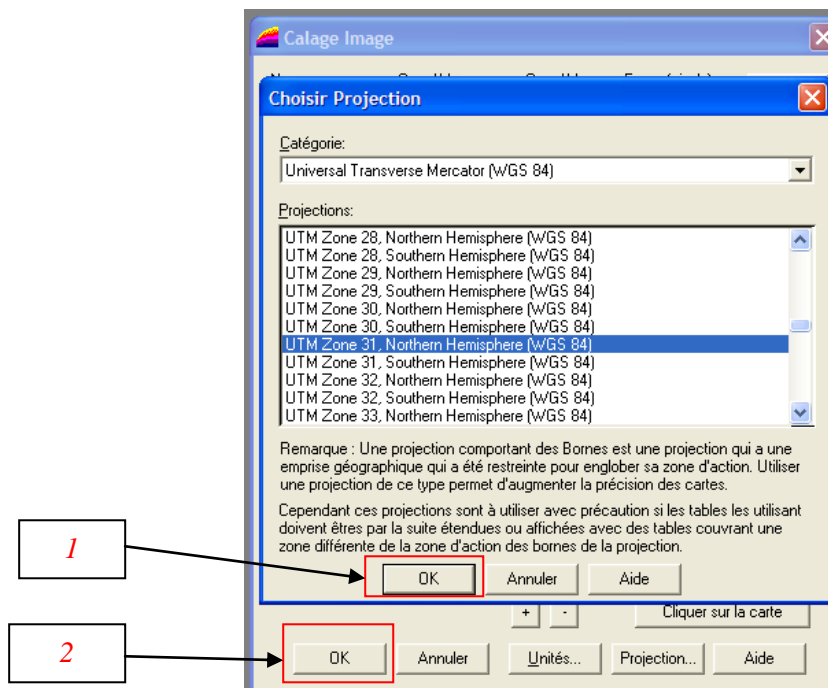 Calage Image
Choisir Projection
Catégorie:
Universal Transverse Mercator (WGS 84)
Projections:
UTM Zone 28, Northern Hemisphere (WGS 84)
UTM Zone 28, Southern Hemisphere (WGS 84)
UTM Zone 29, Northern Hemisphere (WGS 84)
UTM Zone 29, Southern Hemisphere (WGS 84)
UTM Zone 30, Northern Hemisphere (WGS 84)
UTM Zone 30, Southern Hemisphere (WGS 84)
UTM Zone 31, Northern Hemisphere (WGS 84)
UTM Zone 31, Southern Hemisphere (WGS 84)
UTM Zone 32, Northern Hemisphere (WGS 84)
UTM Zone 32, Southern Hemisphere (WGS 84)
UTM Zone 33, Northern Hemisphere (WGS 84)
Remarque : Une projection comportant des Bornes est une projection qui a une
emprise géographique qui a été restreinte pour englober sa zone d'action. Utiliser
une projection de ce type permet d'augmenter la précision des cartes.
Cependant ces projections sont à utiliser avec précaution si les tables les utilisant
doivent êtres par la suite étendues ou affichées avec des tables couvrant une
zone différente de la zone d'action des bornes de la projection.
1
OK Annuler Aide
+ - Cliquer sur la carte
2
OK Annuler Unités... Projection... Aide